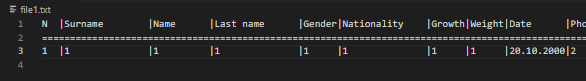 file1.txt
1 N |Surname |Name |Last name |Gender|Nationality |Growth|Weight|Date |Pho
2 ==========================================================================================
3 1 |1 |1 |1 |1 |1 |1 |1 |20.10.2000|2
4